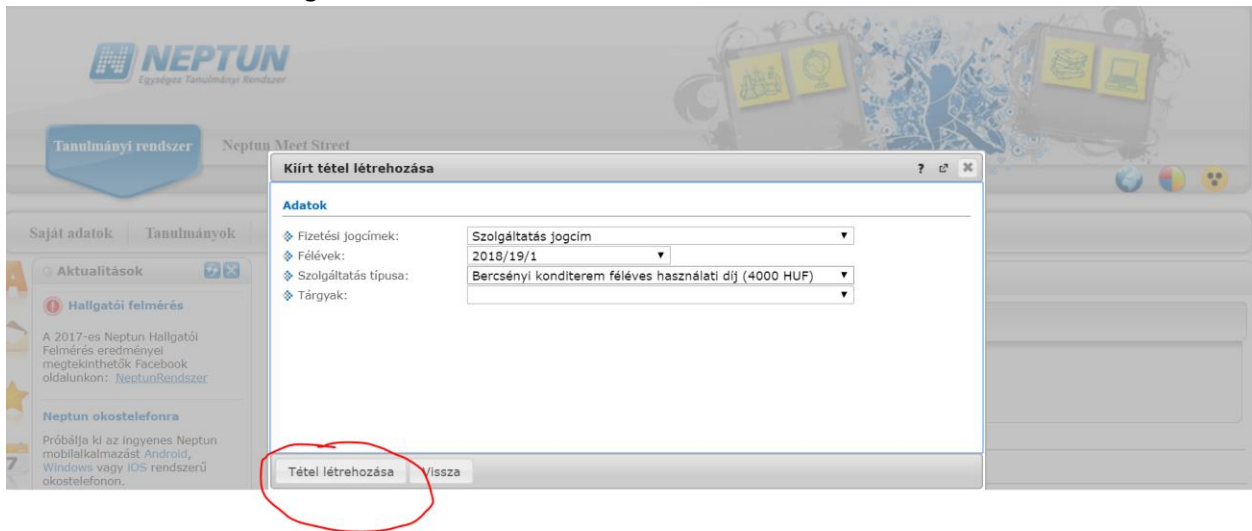 NEPTUN
Egységes Tanulmányi Rendszer
Tanulmányi rendszer
Neptun Meet Street
Kiírt tétel létrehozása
?
Adatok
Saját adatok
Tanulmányok
Fizetési jogcímek:
Szolgáltatás jogcím
Félévek:
2018/19/1
Szolgáltatás típusa:
Bercsényi konditerem féléves használati díj (4000 HUF)
Tárgyak:
Aktualitások
Hallgatói felmérés
A 2017-es Neptun Hallgatói
Felmérés eredményei
megtekinthetők Facebook
oldalunkon: NeptunRendszer
Neptun okostelefonra
Próbálja ki az ingyenes Neptun
mobilalkalmazást Android,
Windows vagy iOS rendszerű
okostelefonon.
7
Tétel létrehozása
Vissza